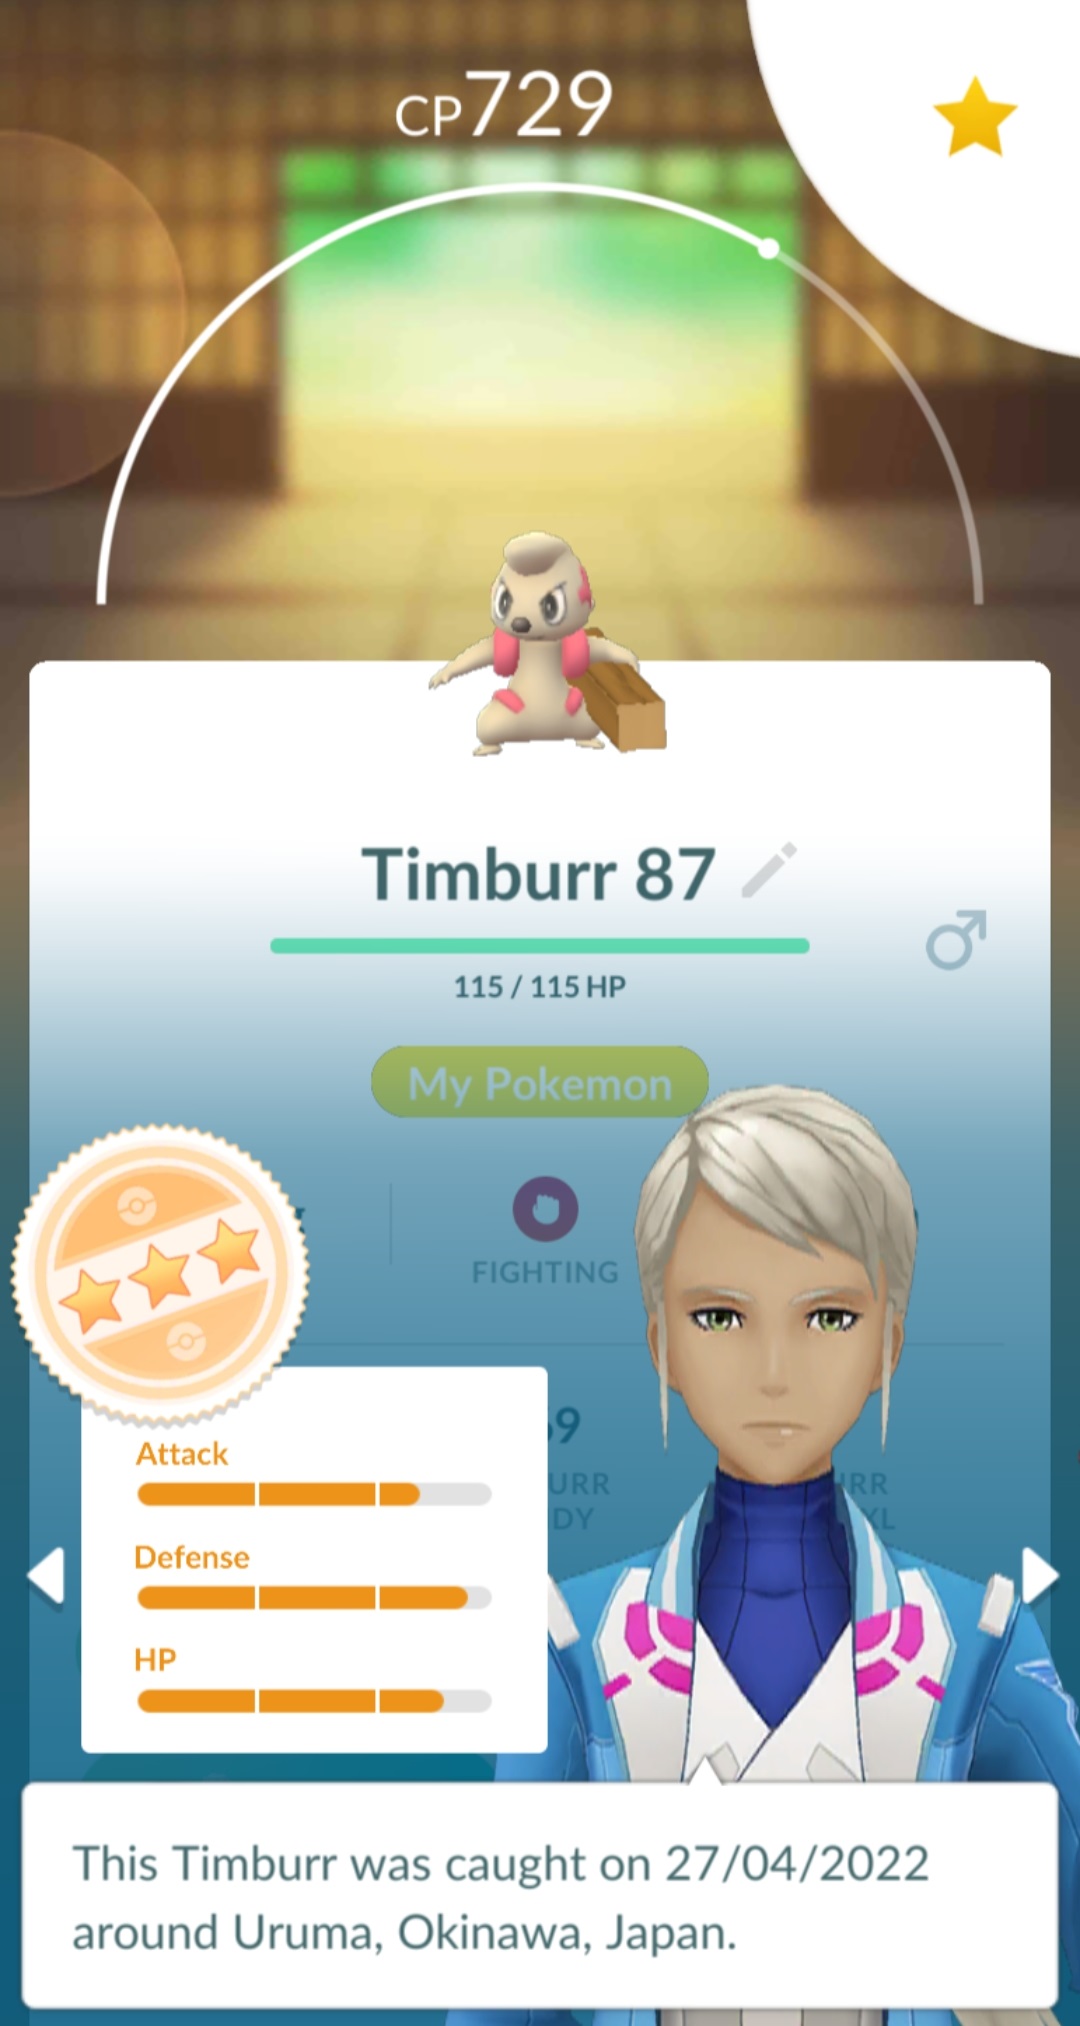 CP729
Timburr 87
115 / 115 HP
My Pokemon
FIGHTING
Attack
Defense
HP
This Timburr was caught on 27/04/2022
around Uruma, Okinawa, Japan.